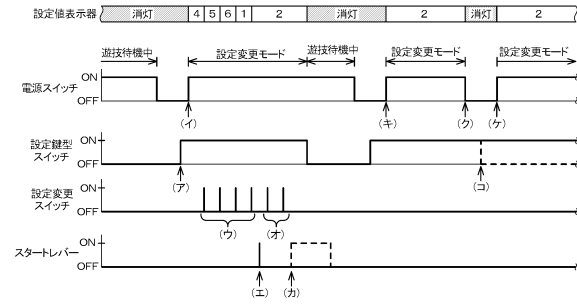 設定値表示器 消灯 4 5 6 1 2 消灯 2 消灯 2
遊技待機中 設定変更モード 遊技待機中 設定変更モード 設定変更モード
電源スイッチ ON OFF
(イ) (キ) (ク) (ケ)
設定鍵型スイッチ ON OFF
(ア) (コ)
設定変更スイッチ ON OFF
(ウ) (オ)
スタートレバー ON OFF
(エ) (カ)